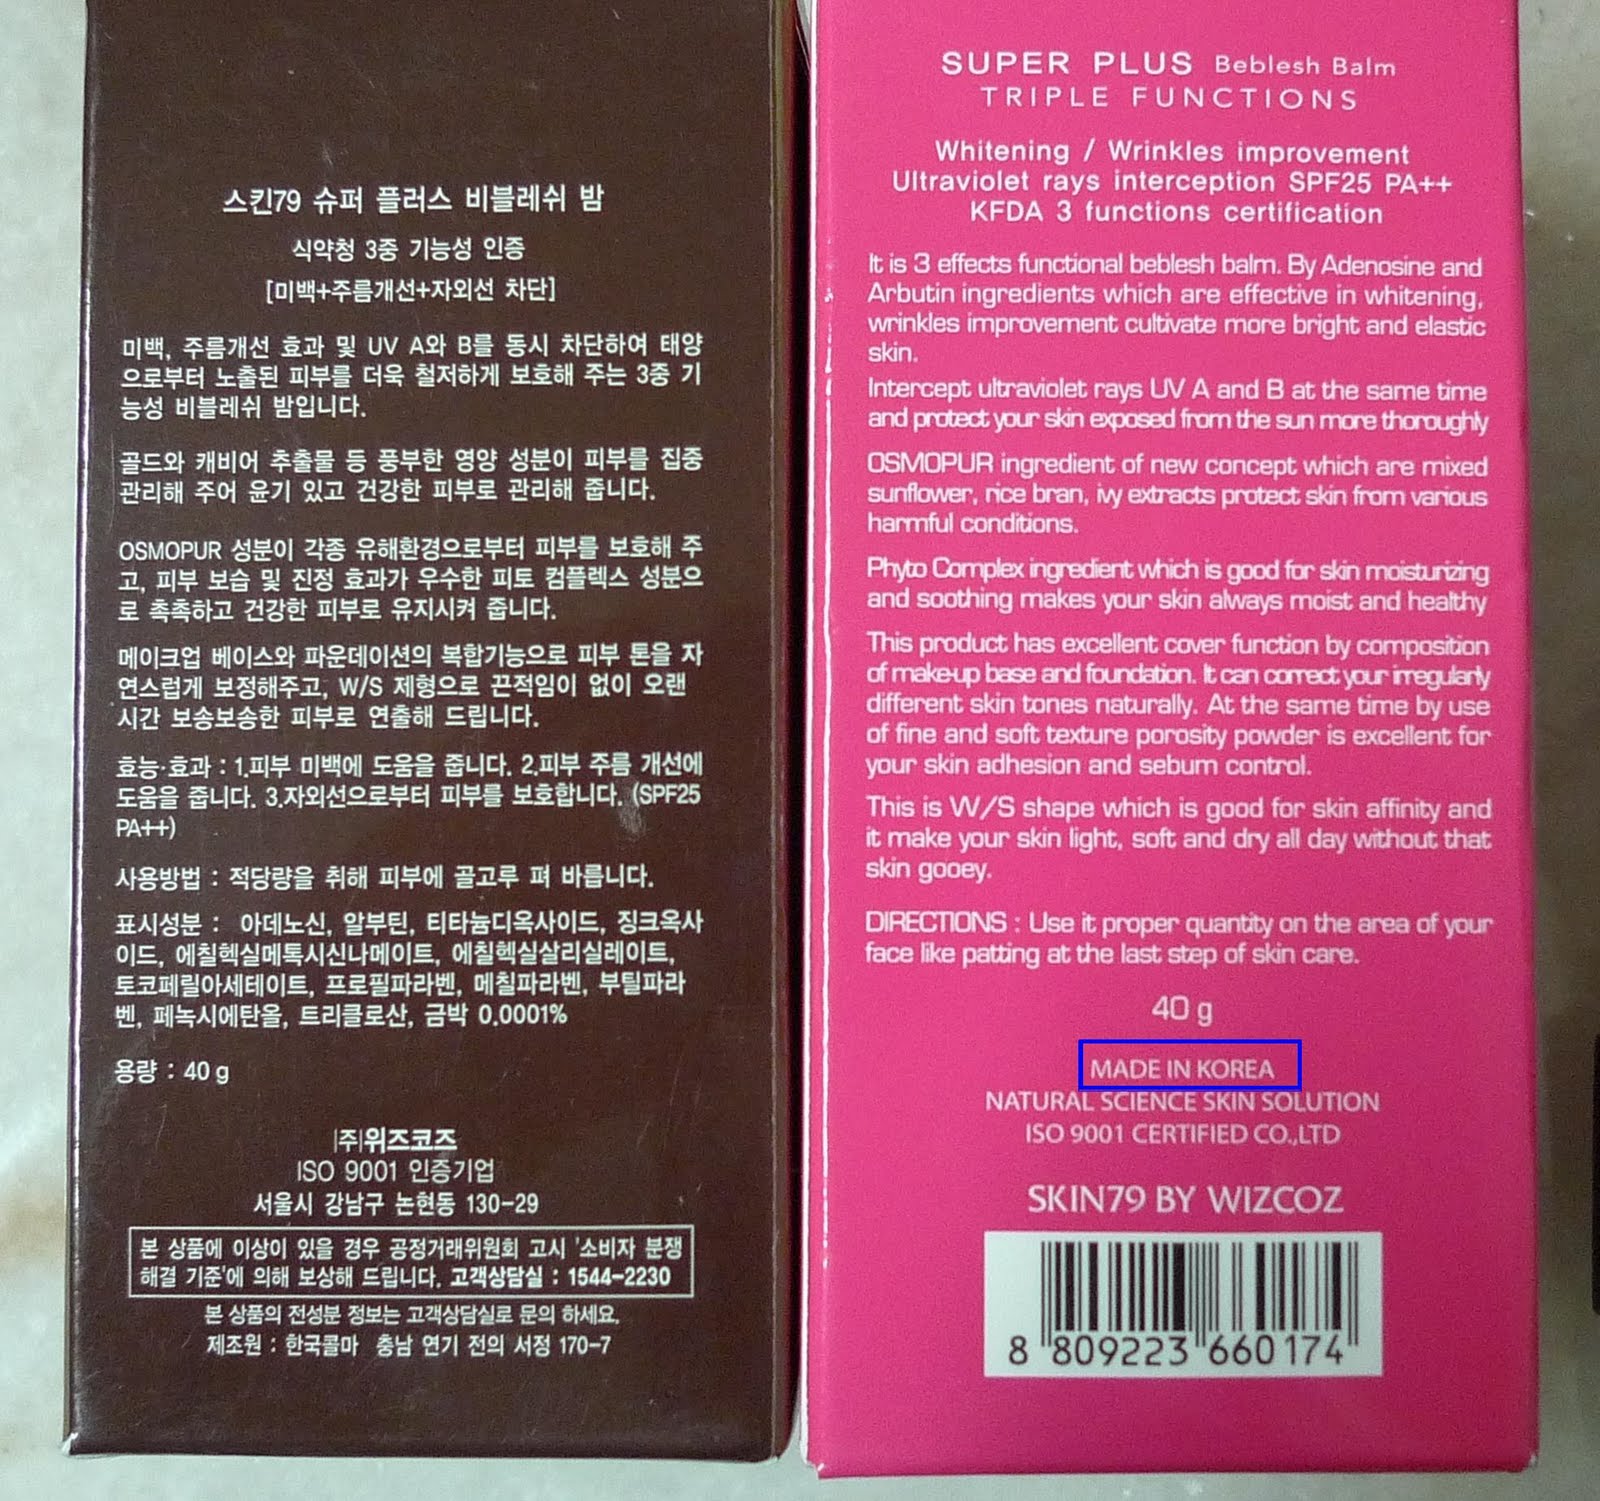 스킨79 슈퍼 플러스 비블레쉬 밤
식약청 3중 기능성 인증
[미백+주름개선+자외선 차단]
미백, 주름개선 효과 및 UV A와 B를 동시 차단하여 태양
으로부터 노출된 피부를 더욱 철저하게 보호해 주는 3중 기
능성 비블레쉬 밤입니다.
골드와 캐비어 추출물 등 풍부한 영양 성분이 피부를 집중
관리해 주어 윤기 있고 건강한 피부로 관리해 줍니다.
OSMOPUR 성분이 각종 유해환경으로부터 피부를 보호해 주
고, 피부 보습 및 진정 효과가 우수한 피토 컴플렉스 성분으
로 촉촉하고 건강한 피부로 유지시켜 줍니다.
메이크업 베이스와 파운데이션의 복합기능으로 피부 톤을 자
연스럽게 보정해주고, W/S 제형으로 끈적임이 없이 오랜
시간 보송보송한 피부로 연출해 드립니다.
효능·효과 : 1.피부 미백에 도움을 줍니다. 2.피부 주름 개선에
도움을 줍니다. 3.자외선으로부터 피부를 보호합니다. (SPF25
PA++)
사용방법 : 적당량을 취해 피부에 골고루 펴 바릅니다.
표시성분 : 아데노신, 알부틴, 티타늄디옥사이드, 징크옥사
이드, 에칠헥실메톡시신나메이트, 에칠헥실살리실레이트,
토코페릴아세테이트, 프로필파라벤, 메칠파라벤, 부틸파라
벤, 페녹시에탄올, 트리클로산, 금박 0.0001%
용량 : 40 g
|주|위즈코즈
ISO 9001 인증기업
서울시 강남구 논현동 130-29
본 상품에 이상이 있을 경우 공정거래위원회 고시 '소비자 분쟁
해결 기준'에 의해 보상해 드립니다. 고객상담실 : 1544-2230
본 상품의 전성분 정보는 고객상담실로 문의 하세요.
제조원 : 한국콜마 충남 연기 전의 서정 170-7
SUPER PLUS Beblesh Balm
TRIPLE FUNCTIONS
Whitening / Wrinkles improvement
Ultraviolet rays interception SPF25 PA++
KFDA 3 functions certification
It is 3 effects functional beblesh balm. By Adenosine and
Arbutin ingredients which are effective in whitening,
wrinkles improvement cultivate more bright and elastic
skin.
Intercept ultraviolet rays UV A and B at the same time
and protect your skin exposed from the sun more thoroughly
OSMOPUR ingredient of new concept which are mixed
sunflower, rice bran, ivy extracts protect skin from various
harmful conditions.
Phyto Complex ingredient which is good for skin moisturizing
and soothing makes your skin always moist and healthy
This product has excellent cover function by composition
of make-up base and foundation. It can correct your irregularly
different skin tones naturally. At the same time by use
of fine and soft texture porosity powder is excellent for
your skin adhesion and sebum control.
This is W/S shape which is good for skin affinity and
it make your skin light, soft and dry all day without that
skin gooey.
DIRECTIONS : Use it proper quantity on the area of your
face like patting at the last step of skin care.
40 g
MADE IN KOREA
NATURAL SCIENCE SKIN SOLUTION
ISO 9001 CERTIFIED CO.,LTD
SKIN79 BY WIZCOZ
8 809223 660174